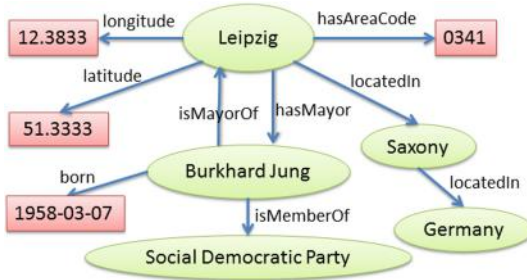 longitude
hasAreaCode
12.3833
Leipzig
0341
latitude
locatedIn
isMayorOf
hasMayor
51.3333
Saxony
born
Burkhard Jung
locatedIn
1958-03-07
isMemberOf
Germany
Social Democratic Party